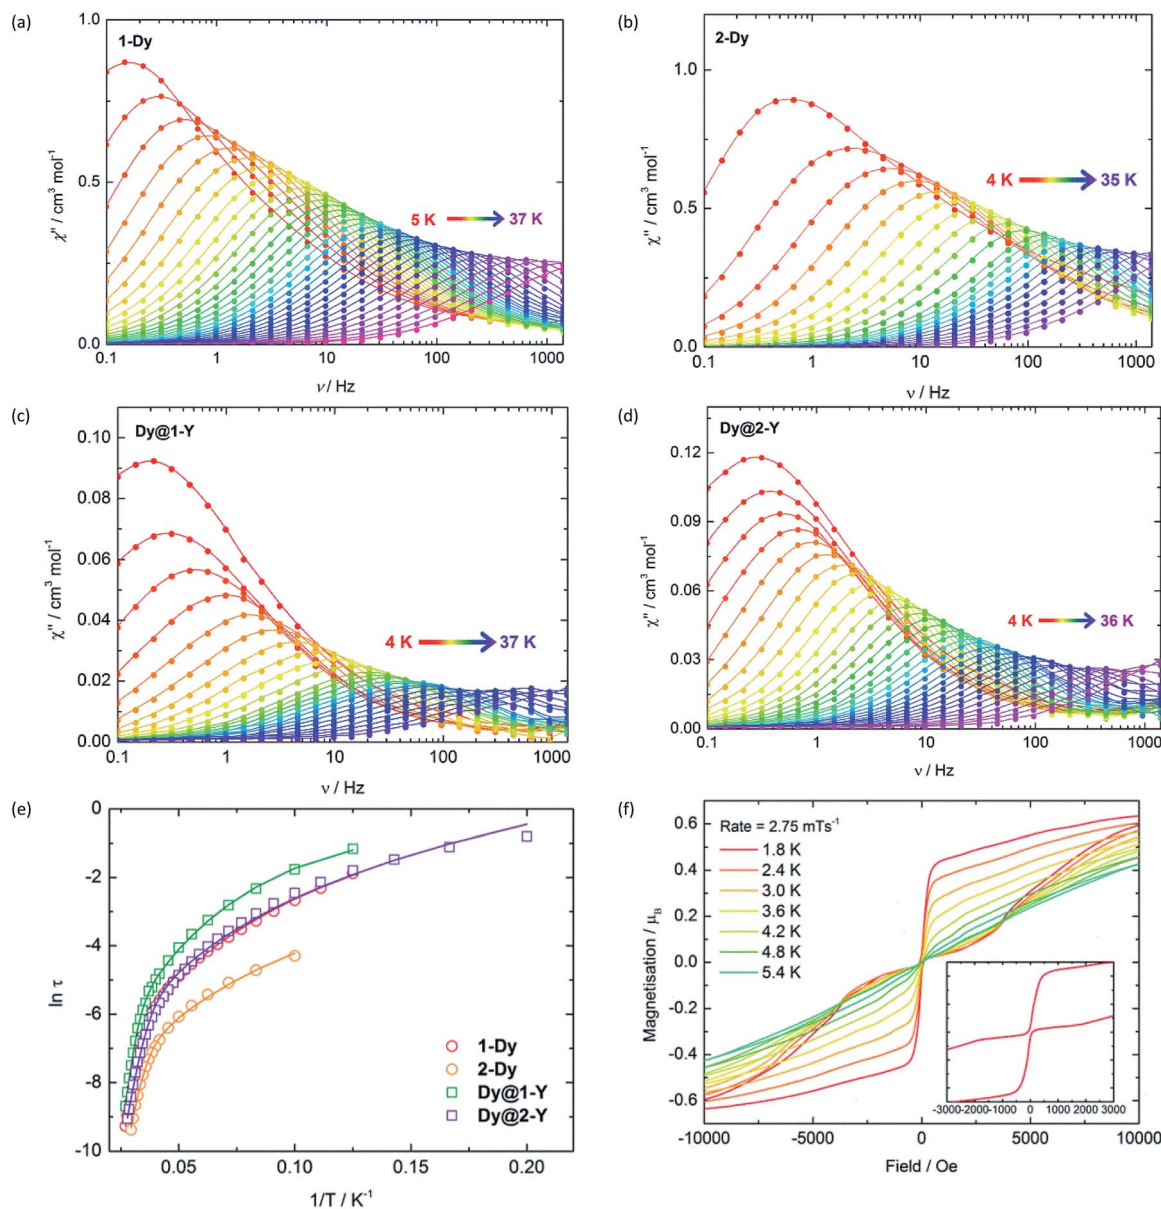 (a)
1-Dy
1.0
0.5
0.0
χ'' / cm³ mol⁻¹
5 K
37 K
0.1
1
10
100
1000
ν / Hz
(b)
2-Dy
1.0
0.5
0.0
χ'' / cm³ mol⁻¹
4 K
35 K
0.1
1
10
100
1000
ν / Hz
(c)
Dy@1-Y
0.10
0.08
0.06
0.04
0.02
0.00
χ'' / cm³ mol⁻¹
4 K
37 K
0.1
1
10
100
1000
ν / Hz
(d)
Dy@2-Y
0.12
0.09
0.06
0.03
0.00
χ'' / cm³ mol⁻¹
4 K
36 K
0.1
1
10
100
1000
ν / Hz
(e)
0
-2
-4
-6
-8
-10
ln τ
1-Dy
2-Dy
Dy@1-Y
Dy@2-Y
0.05
0.10
0.15
0.20
1/T / K⁻¹
(f)
Rate = 2.75 mTs⁻¹
1.8 K
2.4 K
3.0 K
3.6 K
4.2 K
4.8 K
5.4 K
0.6
0.4
0.2
0.0
-0.2
-0.4
-0.6
Magnetisation / μB
-3000
-2000
-1000
0
1000
2000
3000
-10000
-5000
0
5000
10000
Field / Oe